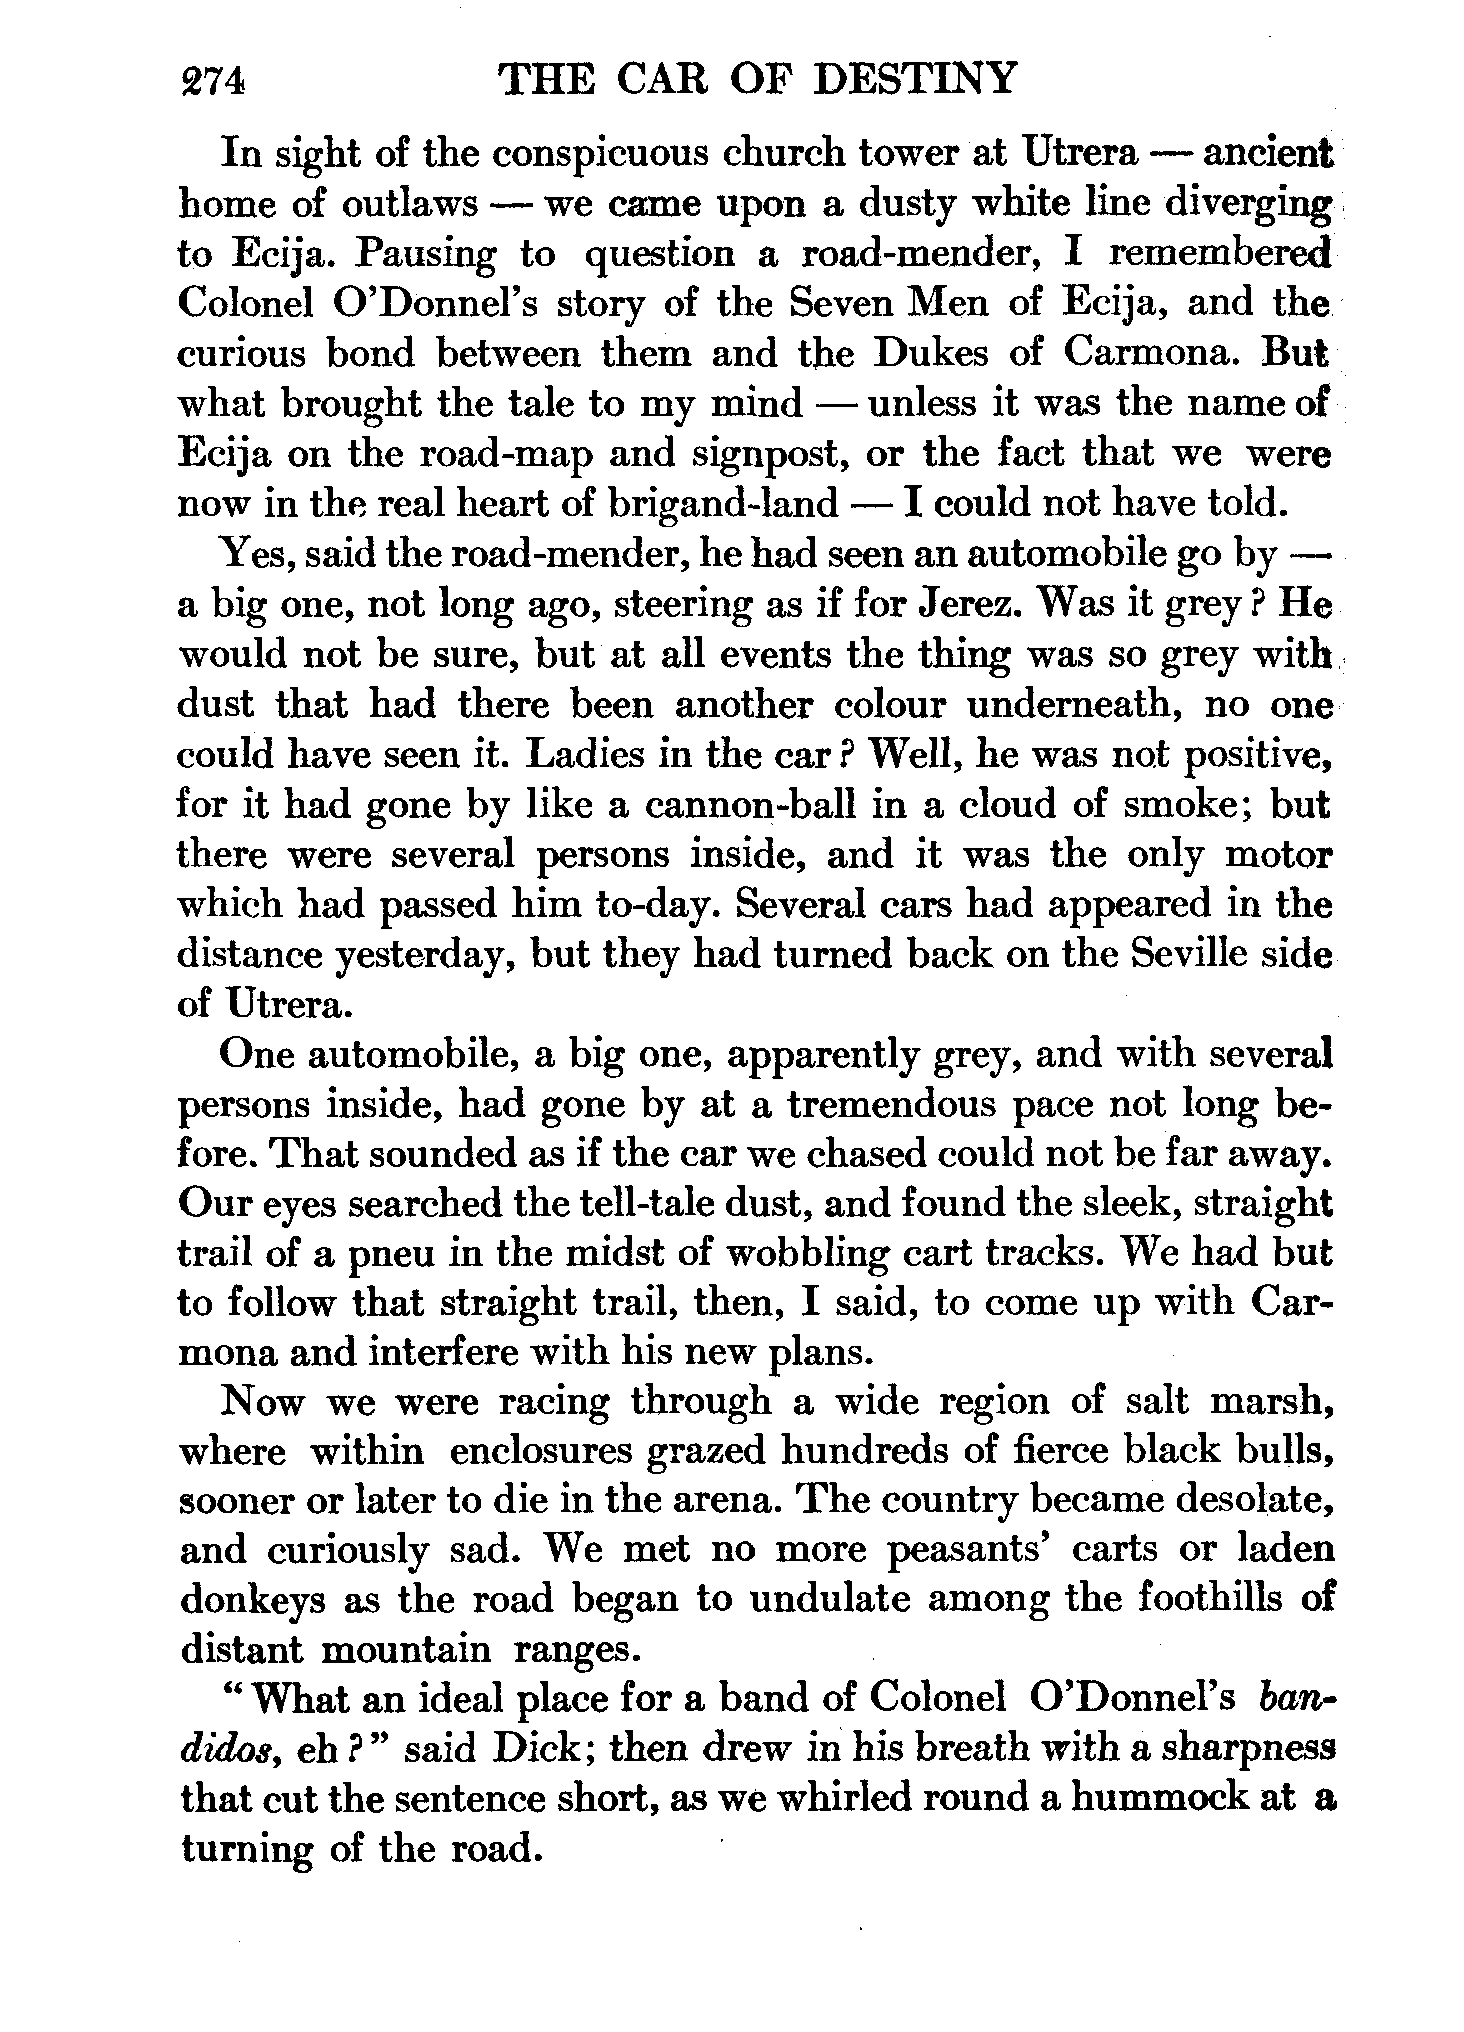 274 THE CAR OF DESTINY
In sight of the conspicuous church tower at Utrera — ancient
home of outlaws — we came upon a dusty white line diverging
to Ecija. Pausing to question a road-mender, I remembered
Colonel O'Donnel's story of the Seven Men of Ecija, and the
curious bond between them and the Dukes of Carmona. But
what brought the tale to my mind — unless it was the name of
Ecija on the road-map and signpost, or the fact that we were
now in the real heart of brigand-land — I could not have told.
Yes, said the road-mender, he had seen an automobile go by —
a big one, not long ago, steering as if for Jerez. Was it grey? He
would not be sure, but at all events the thing was so grey with
dust that had there been another colour underneath, no one
could have seen it. Ladies in the car? Well, he was not positive,
for it had gone by like a cannon-ball in a cloud of smoke; but
there were several persons inside, and it was the only motor
which had passed him to-day. Several cars had appeared in the
distance yesterday, but they had turned back on the Seville side
of Utrera.
One automobile, a big one, apparently grey, and with several
persons inside, had gone by at a tremendous pace not long be-
fore. That sounded as if the car we chased could not be far away.
Our eyes searched the tell-tale dust, and found the sleek, straight
trail of a pneu in the midst of wobbling cart tracks. We had but
to follow that straight trail, then, I said, to come up with Car-
mona and interfere with his new plans.
Now we were racing through a wide region of salt marsh,
where within enclosures grazed hundreds of fierce black bulls,
sooner or later to die in the arena. The country became desolate,
and curiously sad. We met no more peasants' carts or laden
donkeys as the road began to undulate among the foothills of
distant mountain ranges.
"What an ideal place for a band of Colonel O'Donnel's ban-
didos, eh?" said Dick; then drew in his breath with a sharpness
that cut the sentence short, as we whirled round a hummock at a
turning of the road.